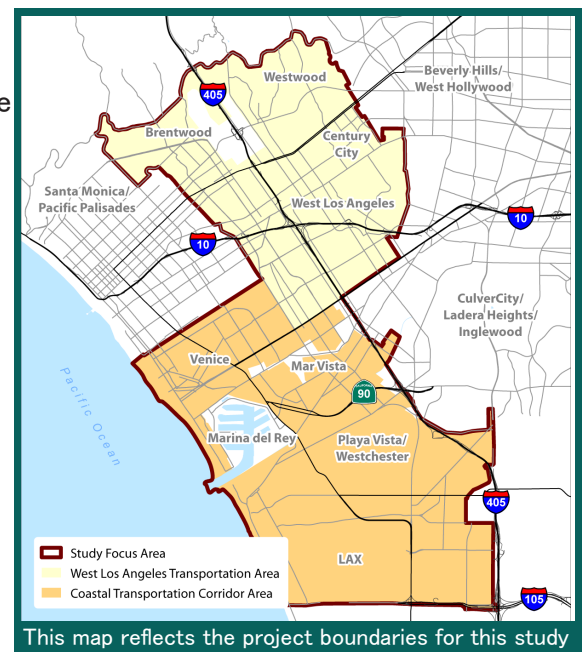 e
Westwood
Beverly Hills/
West Hollywood
405
Brentwood
Century
City
Santa Monica/
Pacific Palisades
West Los Angeles
10
10
CulverCity/
Ladera Heights/
Inglewood
Venice
Mar Vista
CALIFORNIA
90
Pacific Ocean
Marina del Rey
Playa Vista/
Westchester
405
LAX
105
Study Focus Area
West Los Angeles Transportation Area
Coastal Transportation Corridor Area
This map reflects the project boundaries for this study